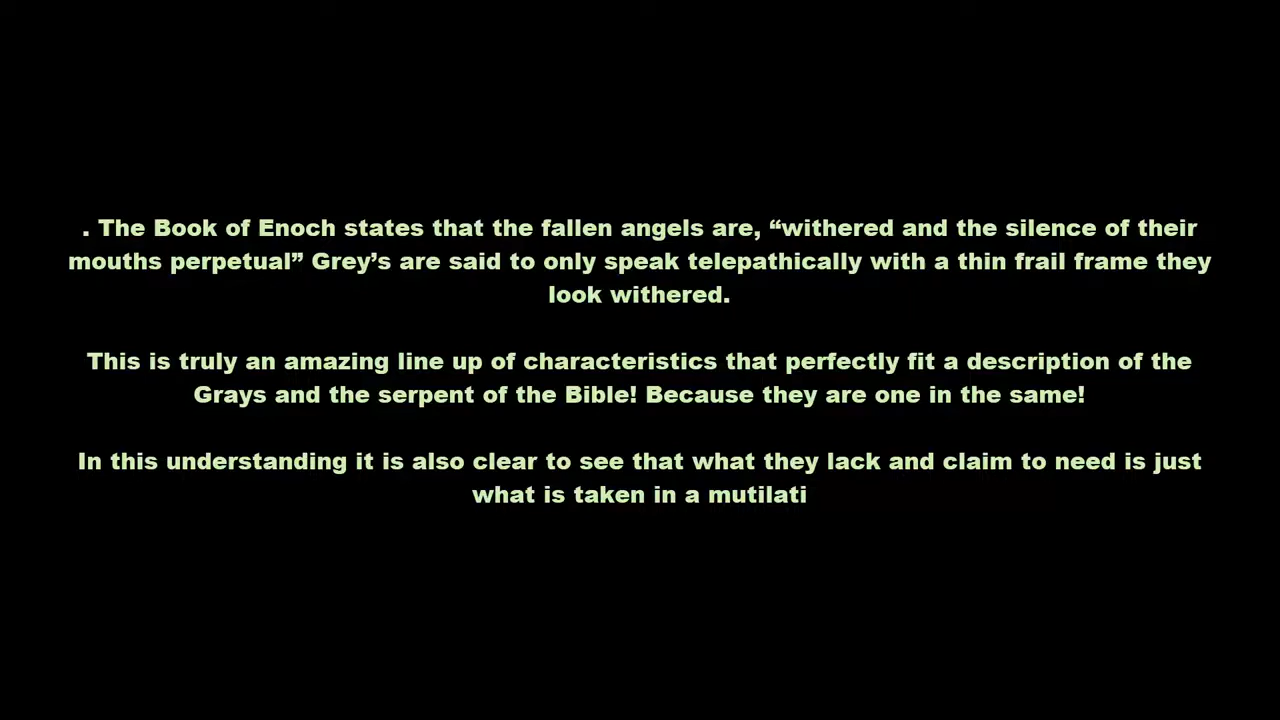 . The Book of Enoch states that the fallen angels are, “withered and the silence of their
mouths perpetual” Grey’s are said to only speak telepathically with a thin frail frame they
look withered.
This is truly an amazing line up of characteristics that perfectly fit a description of the
Grays and the serpent of the Bible! Because they are one in the same!
In this understanding it is also clear to see that what they lack and claim to need is just
what is taken in a mutilati